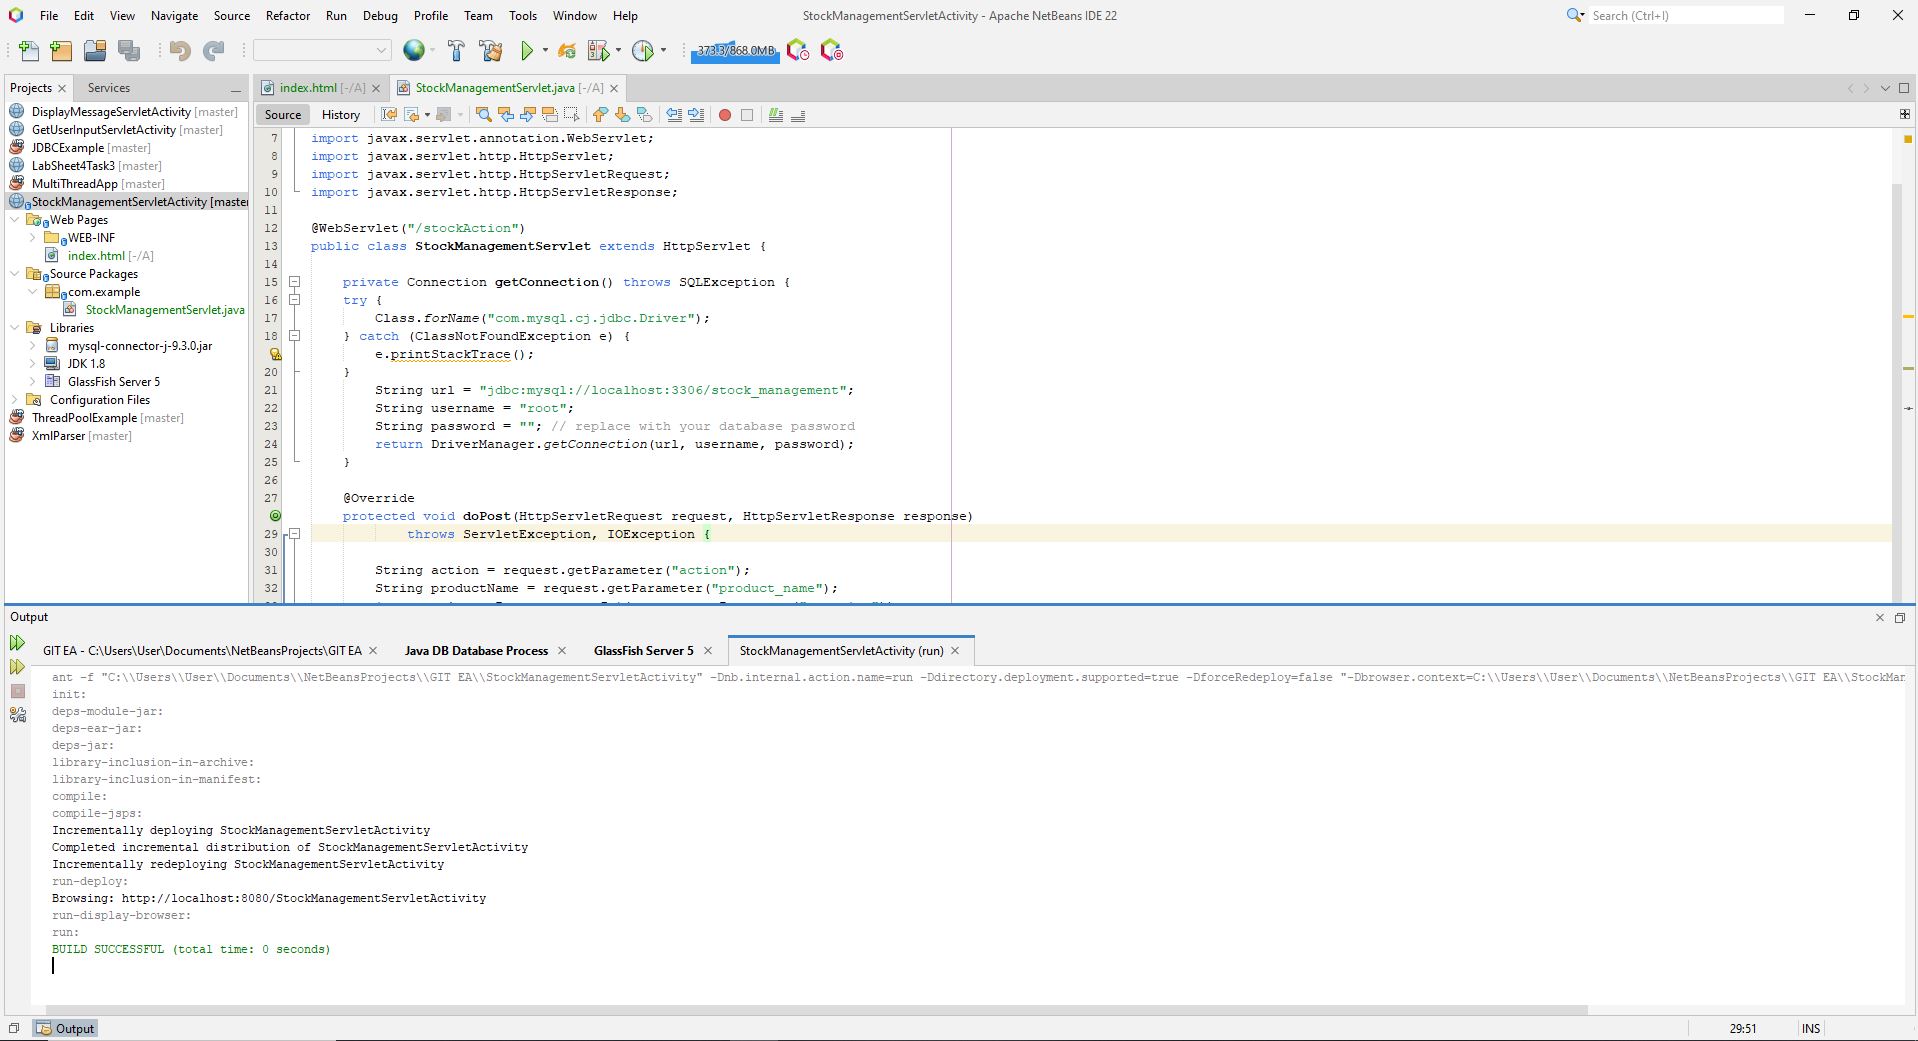 File Edit View Navigate Source Refactor Run Debug Profile Team Tools Window Help
StockManagementServletActivity - Apache NetBeans IDE 22
Search (Ctrl+I)
373.3/868.0MB
Projects
Services
DisplayMessageServletActivity [master]
GetUserInputServletActivity [master]
JDBCExample [master]
LabSheet4Task3 [master]
MultiThreadApp [master]
StockManagementServletActivity [master
Web Pages
WEB-INF
index.html [-/A]
Source Packages
com.example
StockManagementServlet.java
Libraries
mysql-connector-j-9.3.0.jar
JDK 1.8
GlassFish Server 5
Configuration Files
ThreadPoolExample [master]
XmlParser [master]
index.html [-/A]
StockManagementServlet.java [-/A]
Source History
7 import javax.servlet.annotation.WebServlet;
8 import javax.servlet.http.HttpServlet;
9 import javax.servlet.http.HttpServletRequest;
10 import javax.servlet.http.HttpServletResponse;
11
12 @WebServlet("/stockAction")
13 public class StockManagementServlet extends HttpServlet {
14
15 private Connection getConnection() throws SQLException {
16 try {
17 Class.forName("com.mysql.cj.jdbc.Driver");
18 } catch (ClassNotFoundException e) {
e.printStackTrace();
20 }
21 String url = "jdbc:mysql://localhost:3306/stock_management";
22 String username = "root";
23 String password = ""; // replace with your database password
24 return DriverManager.getConnection(url, username, password);
25 }
26
27 @Override
protected void doPost(HttpServletRequest request, HttpServletResponse response)
29 throws ServletException, IOException {
30
31 String action = request.getParameter("action");
32 String productName = request.getParameter("product_name");
Output
GIT EA - C:\Users\User\Documents\NetBeansProjects\GIT EA
Java DB Database Process
GlassFish Server 5
StockManagementServletActivity (run)
ant -f "C:\\Users\\User\\Documents\\NetBeansProjects\\GIT EA\\StockManagementServletActivity" -Dnb.internal.action.name=run -Ddirectory.deployment.supported=true -DforceRedeploy=false "-Dbrowser.context=C:\\Users\\User\\Documents\\NetBeansProjects\\GIT EA\\StockMan
init:
deps-module-jar:
deps-ear-jar:
deps-jar:
library-inclusion-in-archive:
library-inclusion-in-manifest:
compile:
compile-jsps:
Incrementally deploying StockManagementServletActivity
Completed incremental distribution of StockManagementServletActivity
Incrementally redeploying StockManagementServletActivity
run-deploy:
Browsing: http://localhost:8080/StockManagementServletActivity
run-display-browser:
run:
BUILD SUCCESSFUL (total time: 0 seconds)
Output
29:51 INS